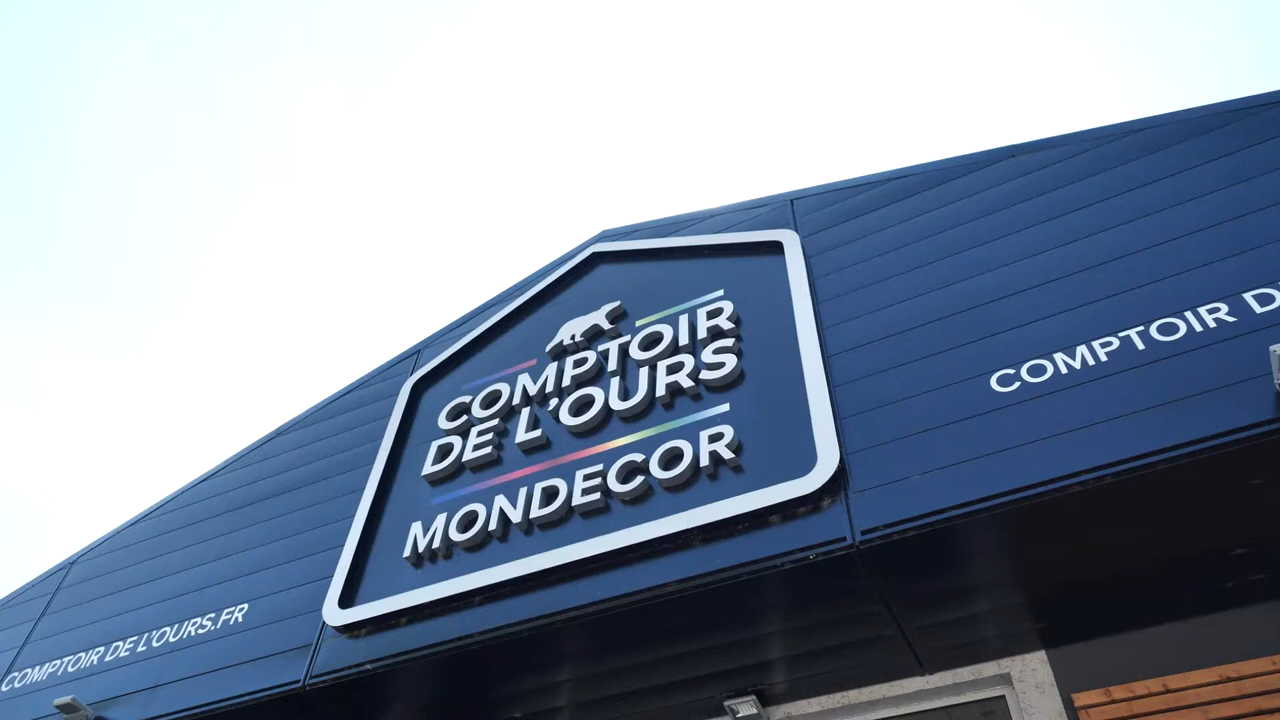 COMPTOIR
DE L'OURS
MONDECOR
COMPTOIR DE L'OURS.FR
COMPTOIR